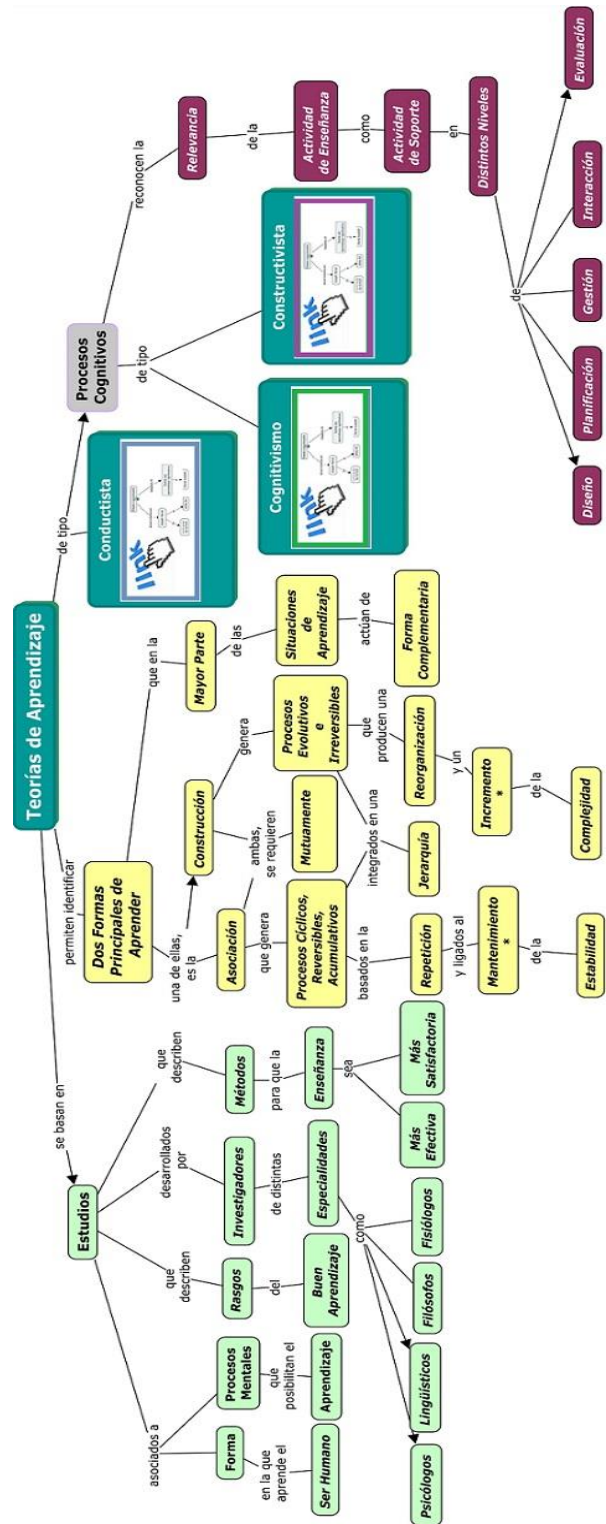 Teorías de Aprendizaje
se basan en
permiten identificar
de tipo
Estudios
asociados a
Forma
en la que
aprende el
Ser Humano
Procesos
Mentales
que
posibilitan el
Aprendizaje
que
describen
Rasgos
del
Buen
Aprendizaje
desarrollados
por
Investigadores
de distintas
Especialidades
como
Psicólogos
Lingüísticos
Filósofos
Fisiólogos
que
describen
Métodos
para que la
Enseñanza
sea
Más
Efectiva
Más
Satisfactoria
Dos Formas
Principales de
Aprender
una de ellas,
es la
Asociación
que genera
Procesos Cíclicos,
Reversibles,
Acumulativos
basados en la
Repetición
y ligados al
Mantenimiento
*
de la
Estabilidad
Construcción
ambas,
se requieren
Mutuamente
genera
Procesos
Evolutivos
e
Irreversibles
integrados en una
Jerarquía
que
producen una
Reorganización
y un
Incremento
*
de la
Complejidad
que en la
Mayor Parte
de las
Situaciones
de
Aprendizaje
actúan de
Forma
Complementaria
Conductista
link
Procesos
Cognitivos
de tipo
Cognitivismo
link
Constructivista
link
reconocen la
Relevancia
de la
Actividad
de Enseñanza
como
Actividad
de Soporte
en
Distintos Niveles
de
Diseño
Planificación
Gestión
Interacción
Evaluación